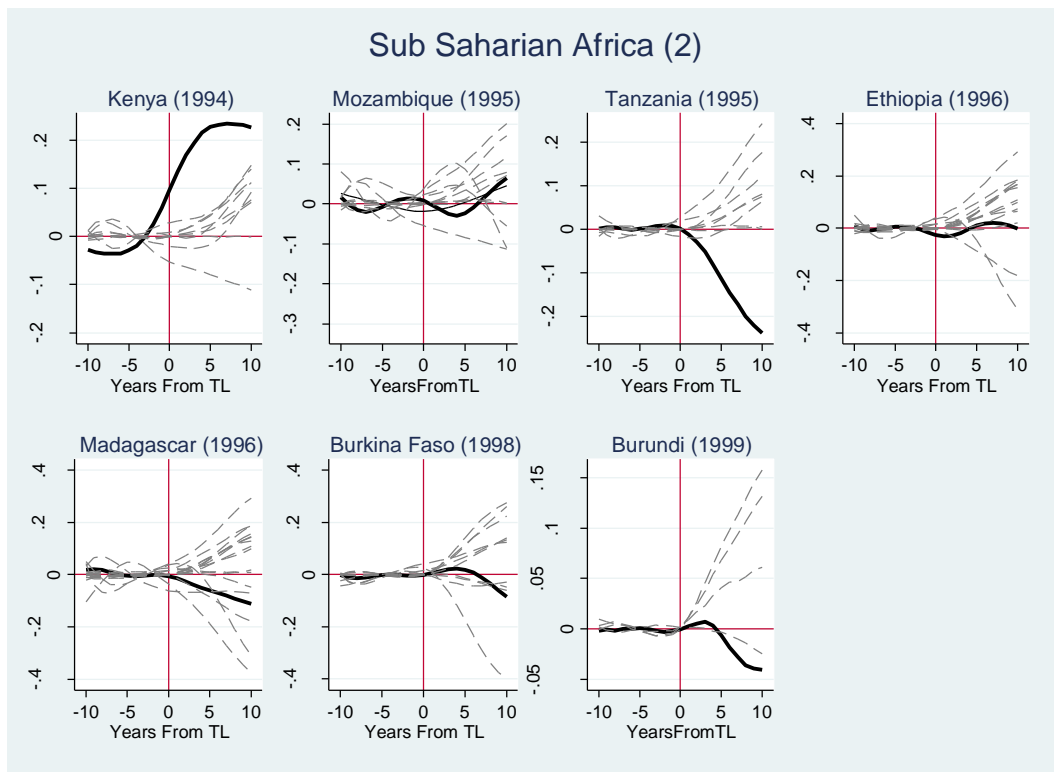 Sub Saharian Africa (2)
Kenya (1994)
.2
.1
0
-.1
-.2
-10 -5 0 5 10
Years From TL
Mozambique (1995)
.2
.1
0
-.1
-.2
-.3
-10 -5 0 5 10
YearsFromTL
Tanzania (1995)
.2
.1
0
-.1
-.2
-10 -5 0 5 10
Years From TL
Ethiopia (1996)
.4
.2
0
-.2
-.4
-10 -5 0 5 10
Years From TL
Madagascar (1996)
.4
.2
0
-.2
-.4
-10 -5 0 5 10
Years From TL
Burkina Faso (1998)
.4
.2
0
-.2
-.4
-10 -5 0 5 10
Years From TL
Burundi (1999)
.15
.1
.05
0
-.05
-10 -5 0 5 10
YearsFromTL